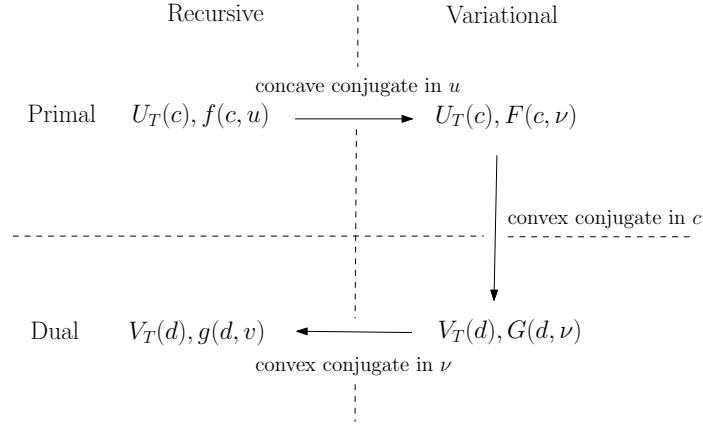 Recursive Variational
concave conjugate in u
Primal U_T(c), f(c, u) U_T(c), F(c, ν)
convex conjugate in c
Dual V_T(d), g(d, v) V_T(d), G(d, ν)
convex conjugate in ν